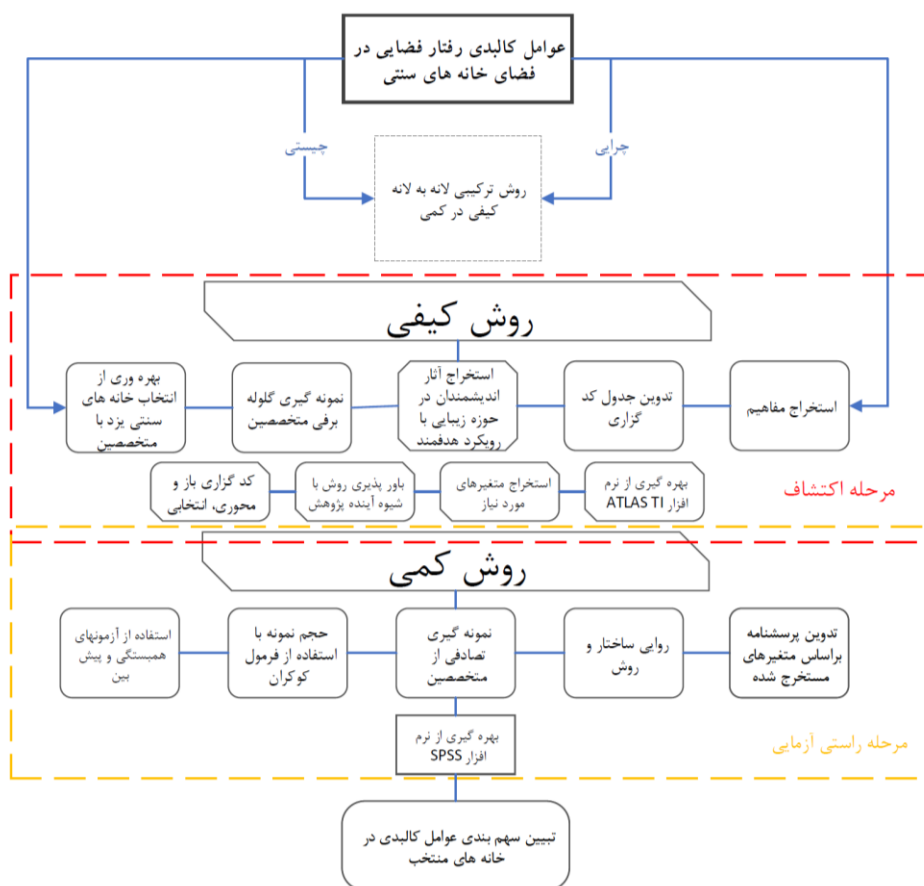 عوامل کالبدی رفتار فضایی در
فضای خانه های سنتی
چرایی
چیستی
روش ترکیبی لانه به لانه
کیفی در کمی
روش کیفی
استخراج مفاهیم
تدوین جدول کد
گزاری
استخراج آثار
اندیشمندان در
حوزه زیبایی با
رویکرد هدفمند
نمونه گیری گلوله
برفی متخصصین
بهره وری از
انتخاب خانه های
سنتی یزد با
متخصصین
بهره گیری از نرم
افزار ATLAS TI
استخراج متغیرهای
مورد نیاز
باور پذیری روش با
شیوه آینده پژوهش
کد گزاری باز و
محوری، انتخابی
مرحله اکتشاف
روش کمی
تدوین پرسشنامه
براساس متغیرهای
مستخرج شده
روایی ساختار و
روش
نمونه گیری
تصادفی از
متخصصین
حجم نمونه با
استفاده از فرمول
کوکران
استفاده از آزمونهای
همبستگی و پیش
بین
بهره گیری از نرم
افزار SPSS
مرحله راستی آزمایی
تبیین سهم بندی عوامل کالبدی در
خانه های منتخب